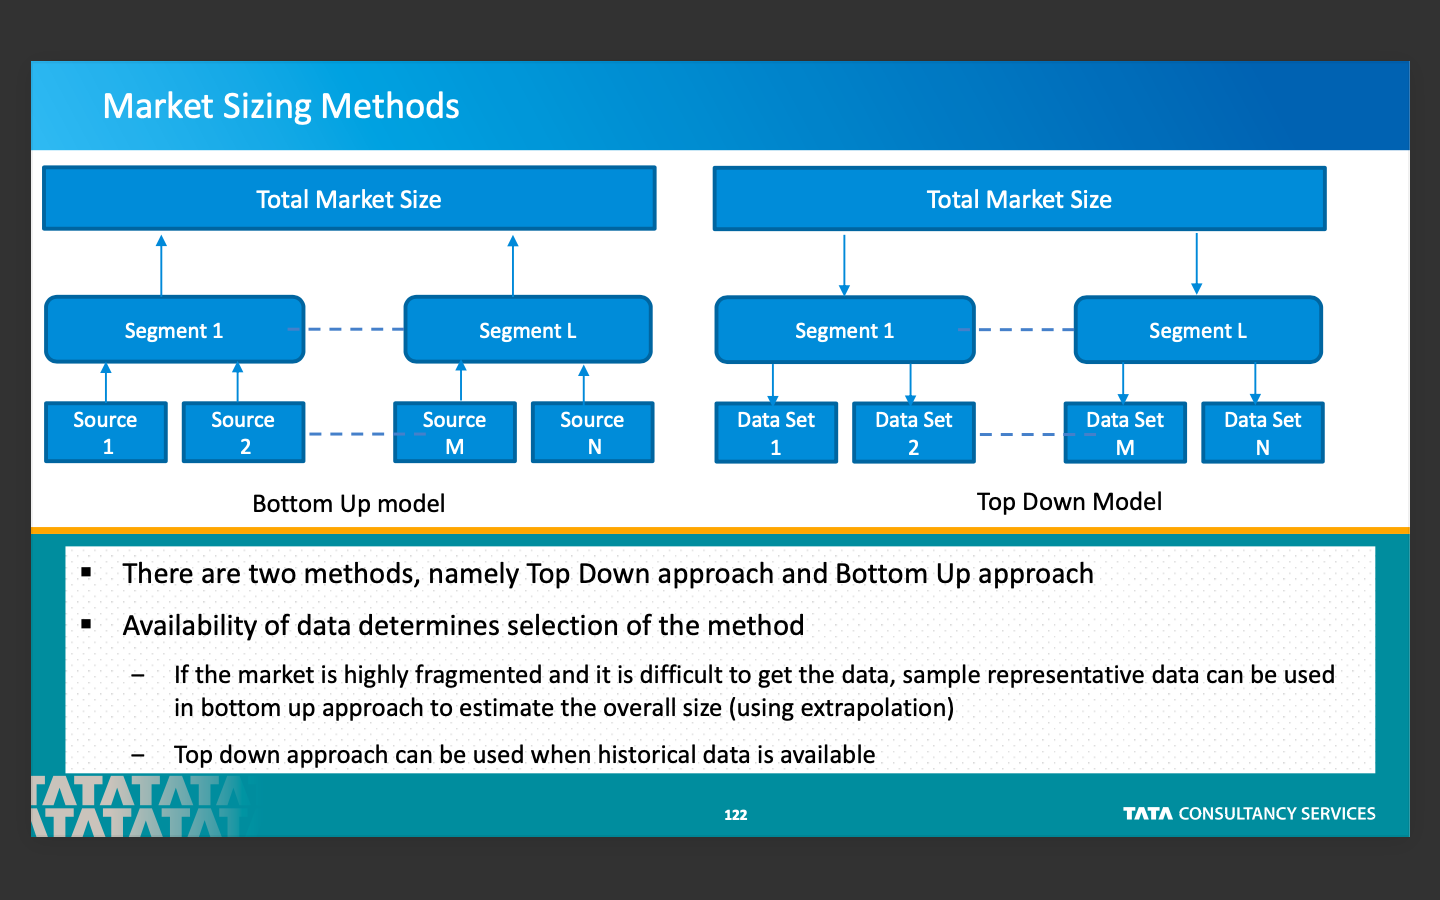 Market Sizing Methods
Total Market Size
Segment 1
Segment L
Source
1
Source
2
Source
M
Source
N
Bottom Up model
Total Market Size
Segment 1
Segment L
Data Set
1
Data Set
2
Data Set
M
Data Set
N
Top Down Model
▪ There are two methods, namely Top Down approach and Bottom Up approach
▪ Availability of data determines selection of the method
– If the market is highly fragmented and it is difficult to get the data, sample representative data can be used
in bottom up approach to estimate the overall size (using extrapolation)
– Top down approach can be used when historical data is available
TATATATA
TATATATA
122
TATA CONSULTANCY SERVICES